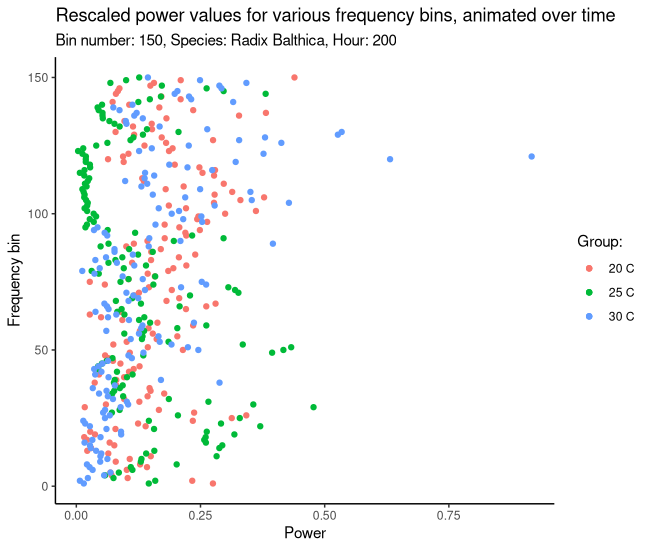 Rescaled power values for various frequency bins, animated over time
Bin number: 150, Species: Radix Balthica, Hour: 200
150
100
50
0
Frequency bin
0.00
0.25
0.50
0.75
Power
Group:
20 C
25 C
30 C